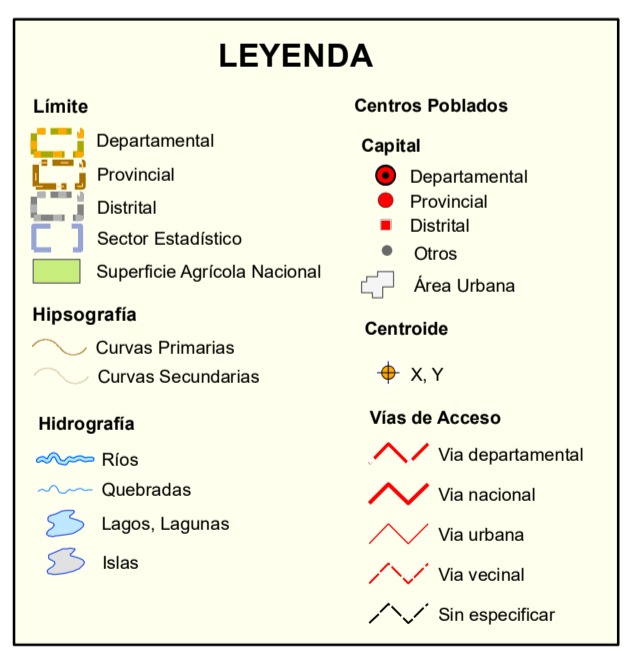 LEYENDA
Límite
Departamental
Provincial
Distrital
Sector Estadístico
Superficie Agrícola Nacional
Hipsografía
Curvas Primarias
Curvas Secundarias
Hidrografía
Ríos
Quebradas
Lagos, Lagunas
Islas
Centros Poblados
Capital
Departamental
Provincial
Distrital
Otros
Área Urbana
Centroide
X, Y
Vías de Acceso
Via departamental
Via nacional
Via urbana
Via vecinal
Sin especificar